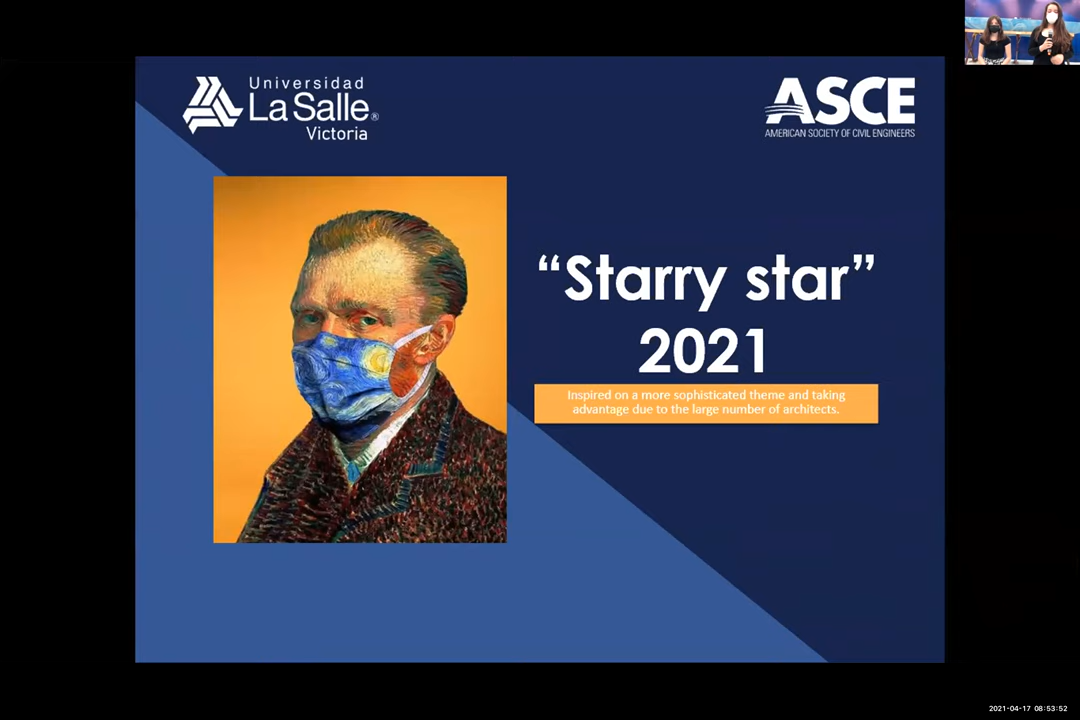 Universidad
La Salle®
Victoria
ASCE
AMERICAN SOCIETY OF CIVIL ENGINEERS
“Starry star”
2021
Inspired on a more sophisticated theme and taking
advantage due to the large number of architects.
2021-04-17 08:53:52